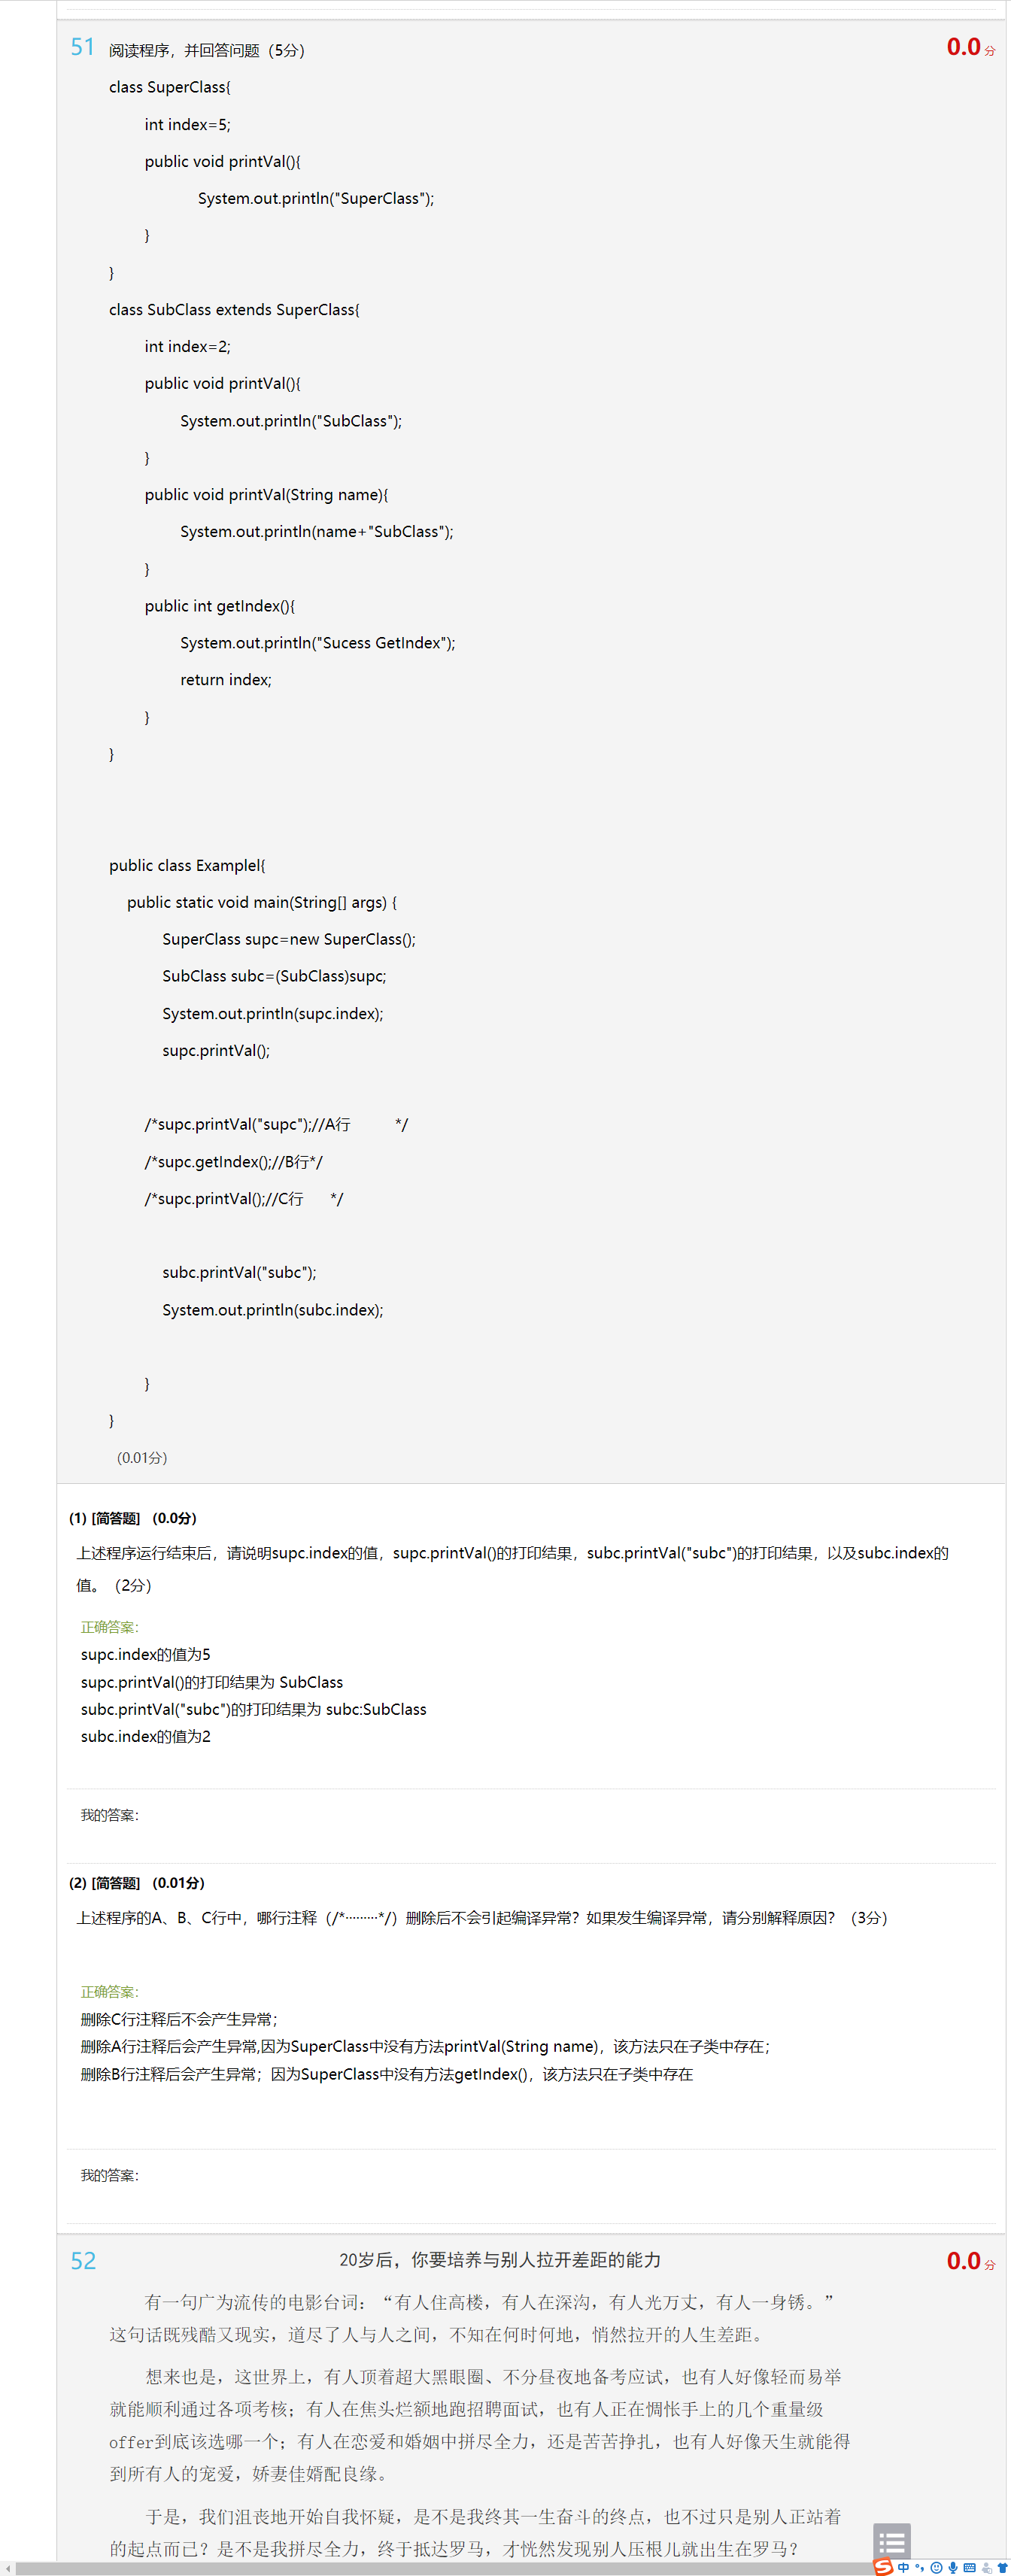 51
阅读程序，并回答问题（5分）
0.0 分
class SuperClass{
int index=5;
public void printVal(){
System.out.println("SuperClass");
}
}
class SubClass extends SuperClass{
int index=2;
public void printVal(){
System.out.println("SubClass");
}
public void printVal(String name){
System.out.println(name+"SubClass");
}
public int getIndex(){
System.out.println("Sucess GetIndex");
return index;
}
}
public class Examplel{
public static void main(String[] args) {
SuperClass supc=new SuperClass();
SubClass subc=(SubClass)supc;
System.out.println(supc.index);
supc.printVal();
/*supc.printVal("supc");//A行 */
/*supc.getIndex();//B行*/
/*supc.printVal();//C行 */
subc.printVal("subc");
System.out.println(subc.index);
}
}
（0.01分）
(1) [简答题] （0.0分）
上述程序运行结束后，请说明supc.index的值，supc.printVal()的打印结果，subc.printVal("subc")的打印结果，以及subc.index的
值。（2分）
正确答案：
supc.index的值为5
supc.printVal()的打印结果为 SubClass
subc.printVal("subc")的打印结果为 subc:SubClass
subc.index的值为2
我的答案：
(2) [简答题] （0.01分）
上述程序的A、B、C行中，哪行注释（/*·········*/）删除后不会引起编译异常？如果发生编译异常，请分别解释原因？（3分）
正确答案：
删除C行注释后不会产生异常；
删除A行注释后会产生异常,因为SuperClass中没有方法printVal(String name)，该方法只在子类中存在；
删除B行注释后会产生异常；因为SuperClass中没有方法getIndex()，该方法只在子类中存在
我的答案：
52
20岁后，你要培养与别人拉开差距的能力
0.0 分
有一句广为流传的电影台词：“有人住高楼，有人在深沟，有人光万丈，有人一身锈。”
这句话既残酷又现实，道尽了人与人之间，不知在何时何地，悄然拉开的人生差距。
想来也是，这世界上，有人顶着超大黑眼圈、不分昼夜地备考应试，也有人好像轻而易举
就能顺利通过各项考核；有人在焦头烂额地跑招聘面试，也有人正在惆怅手上的几个重量级
offer到底该选哪一个；有人在恋爱和婚姻中拼尽全力，还是苦苦挣扎，也有人好像天生就能得
到所有人的宠爱，娇妻佳婿配良缘。
于是，我们沮丧地开始自我怀疑，是不是我终其一生奋斗的终点，也不过只是别人正站着
的起点而已？是不是我拼尽全力，终于抵达罗马，才恍然发现别人压根儿就出生在罗马？
中